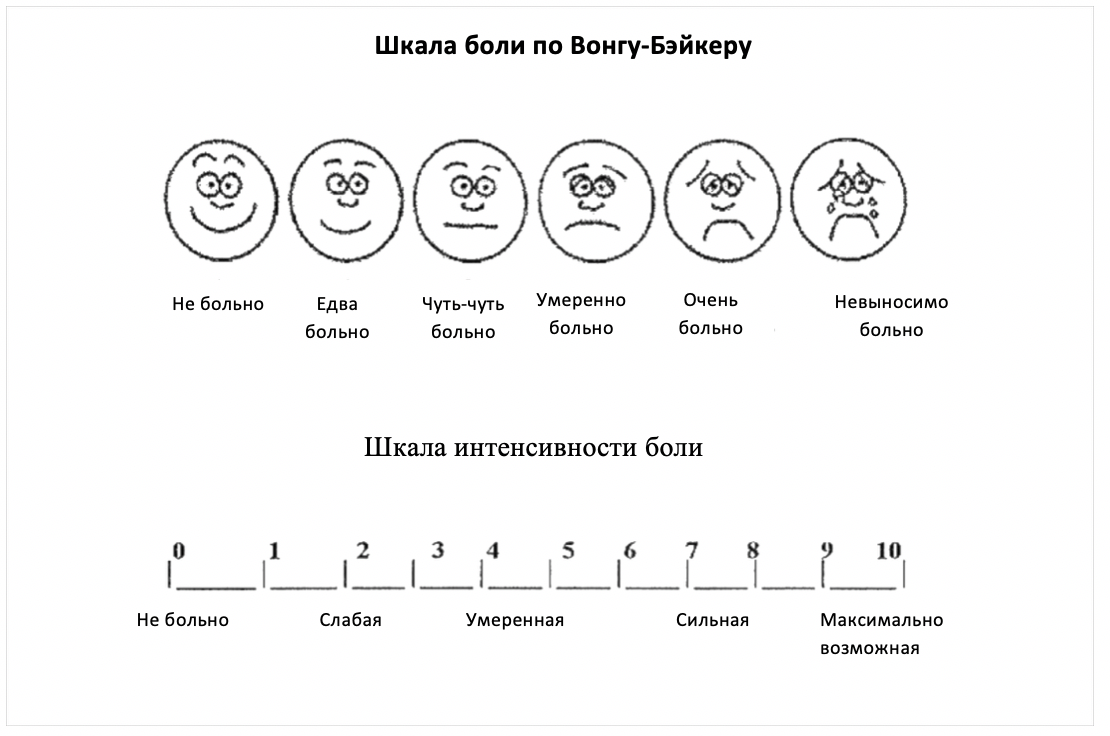 Шкала боли по Вонгу-Бэйкеру
Не больно
Едва
больно
Чуть-чуть
больно
Умеренно
больно
Очень
больно
Невыносимо
больно
Шкала интенсивности боли
0 1 2 3 4 5 6 7 8 9 10
Не больно
Слабая
Умеренная
Сильная
Максимально
возможная